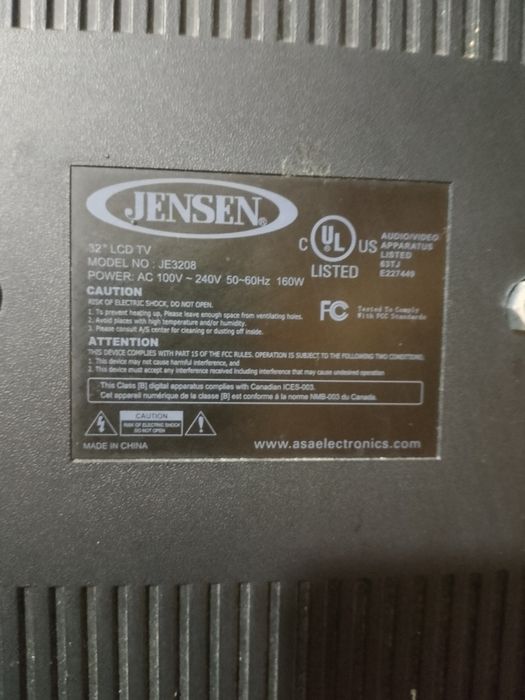 JENSEN®
32" LCD TV
MODEL NO : JE3208
POWER: AC 100V ~ 240V 50~60Hz 160W
C UL US
LISTED
AUDIO/VIDEO
APPARATUS
LISTED
63TJ
E227449
CAUTION
RISK OF ELECTRIC SHOCK, DO NOT OPEN.
1. To prevent heating up, Please leave enough space from ventilating holes.
2. Avoid places with high temperature and/or humidity.
3. Please consult A/S center for cleaning or dusting off inside.
FC Tested To Comply
With FCC Standards
ATTENTION
THIS DEVICE COMPLIES WITH PART 15 OF THE FCC RULES. OPERATION IS SUBJECT TO THE FOLLOWING TWO CONDITIONS:
1. This device may not cause harmful interference, and
2. This device must accept any interference received including interference that may cause undesired operation
This Class [B] digital apparatus complies with Canadian ICES-003.
Cet appareil numérique de la classe [B] est conforme á la norme NMB-003 du Canada.
CAUTION
RISK OF ELECTRIC SHOCK
DO NOT OPEN
MADE IN CHINA
www.asaelectronics.com